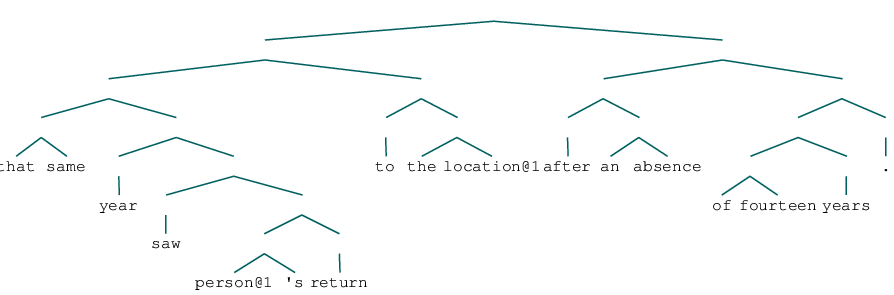 that same to the location@1 after an absence .
year of fourteen years
saw
person@1 's return